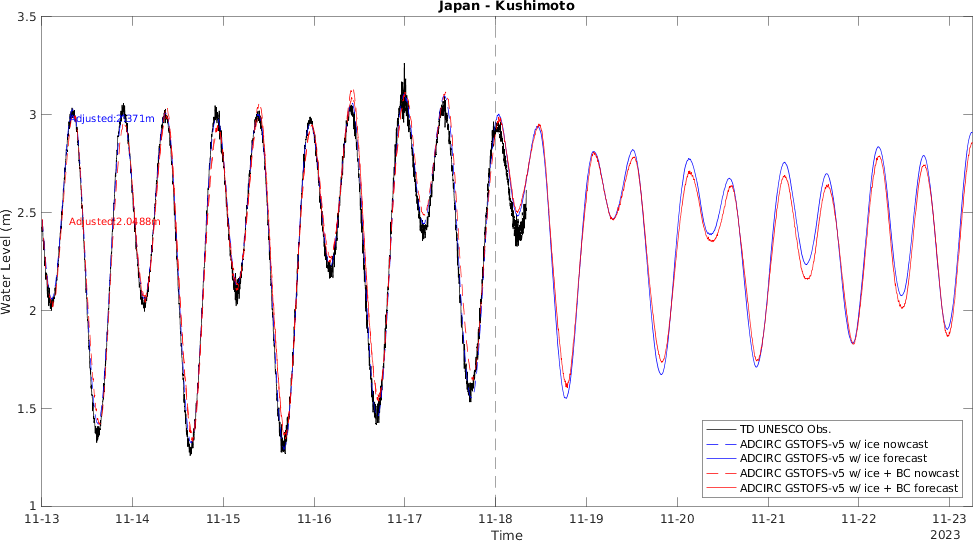 Japan - Kushimoto
3.5
3
2.5
2
1.5
1
Water Level (m)
Adjusted:2.371m
Adjusted:2.0488m
TD UNESCO Obs.
ADCIRC GSTOFS-v5 w/ ice nowcast
ADCIRC GSTOFS-v5 w/ ice forecast
ADCIRC GSTOFS-v5 w/ ice + BC nowcast
ADCIRC GSTOFS-v5 w/ ice + BC forecast
11-13 11-14 11-15 11-16 11-17 11-18 11-19 11-20 11-21 11-22 11-23
2023
Time